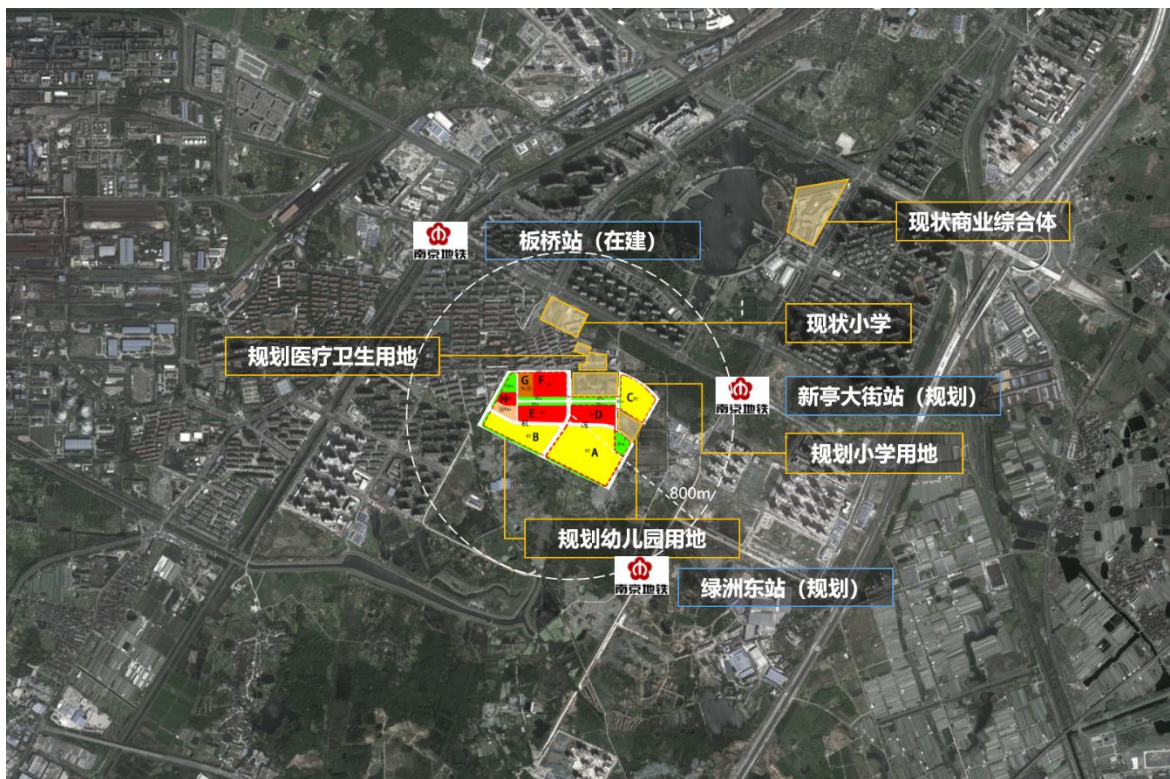 南京地铁
板桥站（在建）
现状商业综合体
现状小学
规划医疗卫生用地
G
F
C
南京地铁
新亭大街站（规划）
H
E
D
B
A
规划小学用地
800m
规划幼儿园用地
南京地铁
绿洲东站（规划）